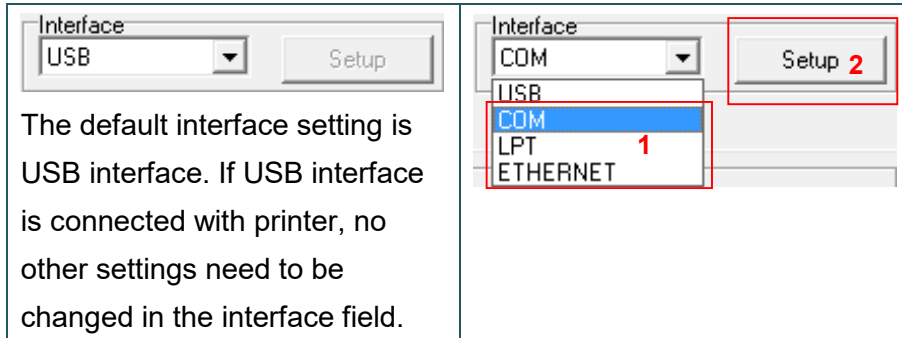 Interface
USB
Setup
The default interface setting is
USB interface. If USB interface
is connected with printer, no
other settings need to be
changed in the interface field.
Interface
COM
Setup 2
USB
COM
LPT 1
ETHERNET